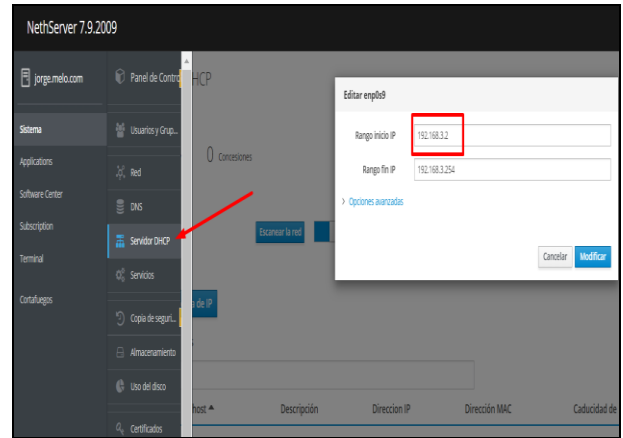 NethServer 7.9.2009
jorge.melo.com
Sistema
Applications
Software Center
Subscription
Terminal
Cortafuegos
Panel de Contro
Usuarios y Grup...
Red
DNS
Servidor DHCP
Servicios
Copia de seguri...
Almacenamiento
Uso del disco
Certificados
HCP
0 Concesiones
Escanear la red
a de IP
host
Descripción
Direccion IP
Dirección MAC
Caducidad de
Editar enp0s9
Rango inicio IP
192.168.3.2
Rango fin IP
192.168.3.254
> Opciones avanzadas
Cancelar
Modificar